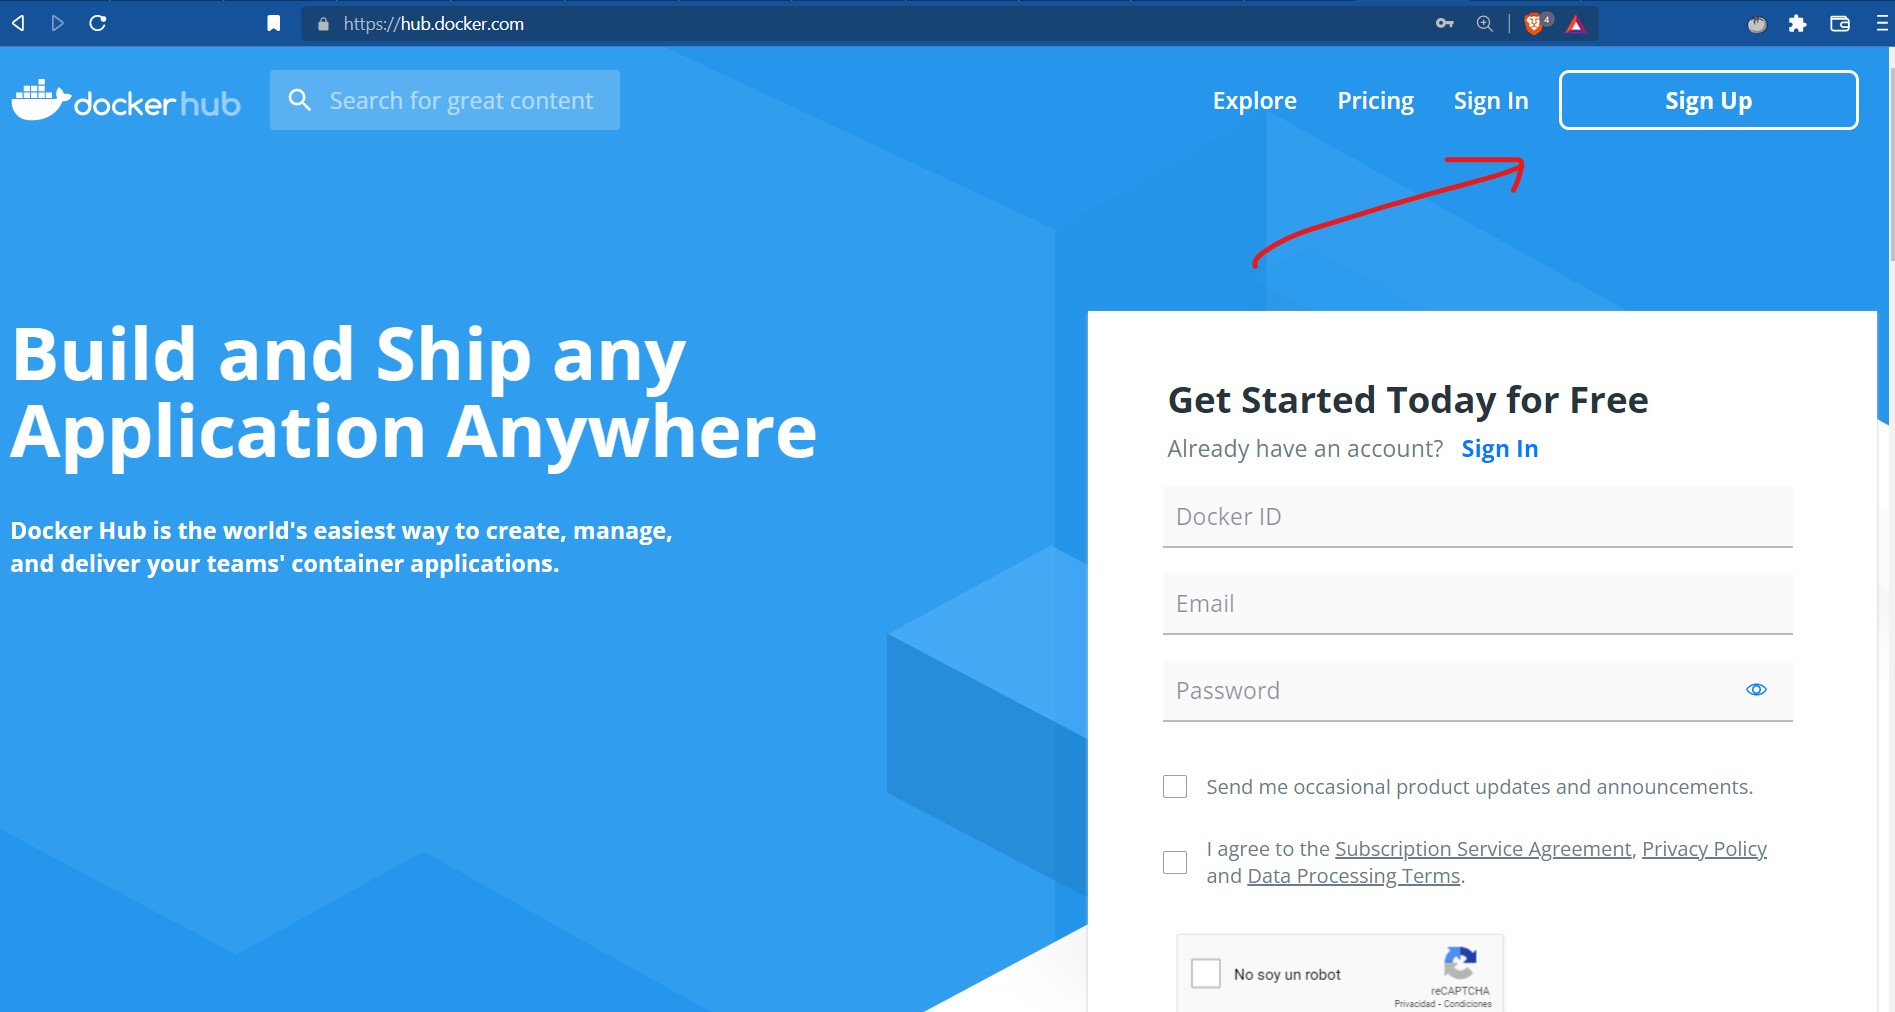 https://hub.docker.com
4
docker hub
Search for great content
Explore
Pricing
Sign In
Sign Up
Build and Ship any
Application Anywhere
Docker Hub is the world's easiest way to create, manage,
and deliver your teams' container applications.
Get Started Today for Free
Already have an account? Sign In
Docker ID
Email
Password
Send me occasional product updates and announcements.
I agree to the Subscription Service Agreement, Privacy Policy
and Data Processing Terms.
No soy un robot
reCAPTCHA
Privacidad - Condiciones